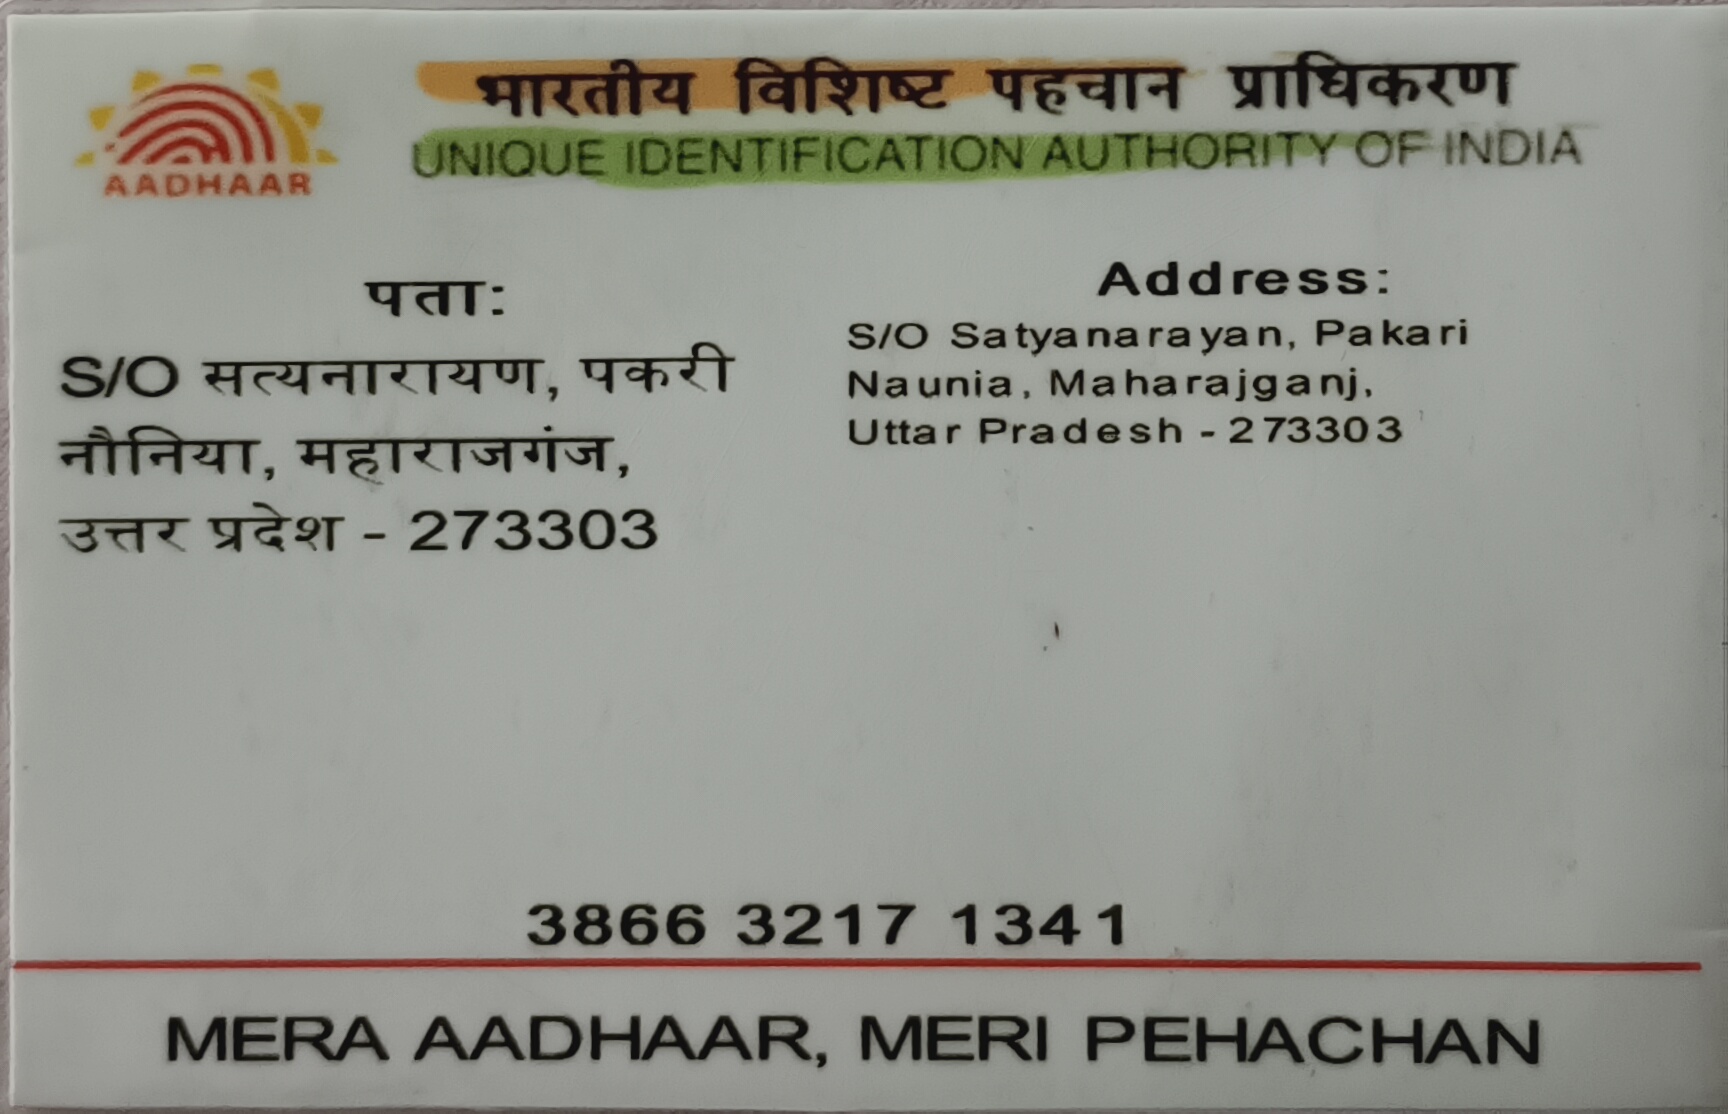 भारतीय विशिष्ट पहचान प्राधिकरण
UNIQUE IDENTIFICATION AUTHORITY OF INDIA
AADHAAR
पता:
S/O सत्यनारायण, पकरी
नौनिया, महाराजगंज,
उत्तर प्रदेश - 273303
Address:
S/O Satyanarayan, Pakari
Naunia, Maharajganj,
Uttar Pradesh - 273303
3866 3217 1341
MERA AADHAAR, MERI PEHACHAN